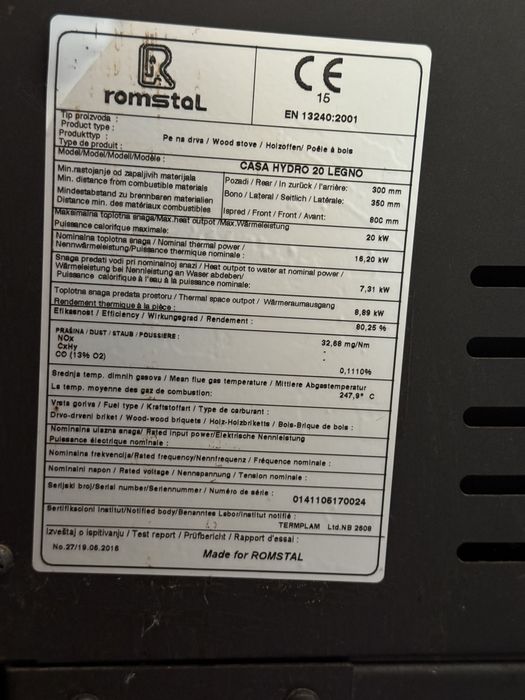 romstal
CE
15
EN 13240:2001
Tip proizvoda :
Product type :
Produkttyp :
Type de produit :
Pe na drva / Wood stove / Holzoffen/ Poêle à bois
Model/Model/Modell/Modèle :
CASA HYDRO 20 LEGNO
Min.rastojanje od zapaljivih materijala
Min. distance from combustible materials
Mindestabstand zu brennbaren materialien
Distance min. des matériaux combustibles
Pozadi / Rear / In zurück / l'arrière: 300 mm
Bono / Lateral / Seitlich / Latérale: 350 mm
Ispred / Front / Front / Avant: 800 mm
Maksimalna toplotna snaga/Max.heat outpot /Max.Wärmeleistung
Puissance calorifque maximale: 20 kW
Nominalna toplotna snaga / Nominal thermal power /
Nennwärmeleistung/Puissance thermique nominale : 16,20 kW
Snaga predati vodi pri nominalnoj snazi / Heat outpot to water at nominal power /
Wärmeleistung bei Nennleistung an Wasser abdeben/
Puissance calorifique à l'eau à la puissance nominale: 7,31 kW
Toplotna snaga predata prostoru / Thermal space outpot / Wärmeraumausgang
Rendement thermique à la pièce : 8,89 kW
Efikasnost / Efficiency / Wirkungsgrad / Rendement : 80,25 %
PRAŠINA / DUST / STAUB / POUSSIERE : 32,68 mg/Nm
NOx -
CxHy -
CO (13% O2) 0,1110%
Srednja temp. dimnih gasova / Mean flue gas temperature / Mittlere Abgastemperatur
La temp. moyenne des gaz de combustion: 247,9° C
Vrsta goriva / Fuel type / Kraftstoffart / Type de carburant :
Drvo-drveni briket / Wood-wood briquets / Holz-Holzbriketts / Bois-Brique de bois :
Nominalna ulazna snaga/ Rated input power/Elektrische Nennleistung
Puissance électrique nominale :
Nominalna frekvencija/Rated frequency/Nennfrequenz / Fréquence nominale :
Nominalni napon / Rated voltage / Nennspannung / Tension nominale :
Serijski broj/Serial number/Seriennummer / Numéro de série : 0141105170024
Sertifikacioni institut/Notified body/Benanntes Labor/Institut notifié :
TERMPLAM Ltd.NB 2608
Izveštaj o ispitivanju / Test report / Prüfbericht / Rapport d'essai :
No.27/19.06.2015
Made for ROMSTAL